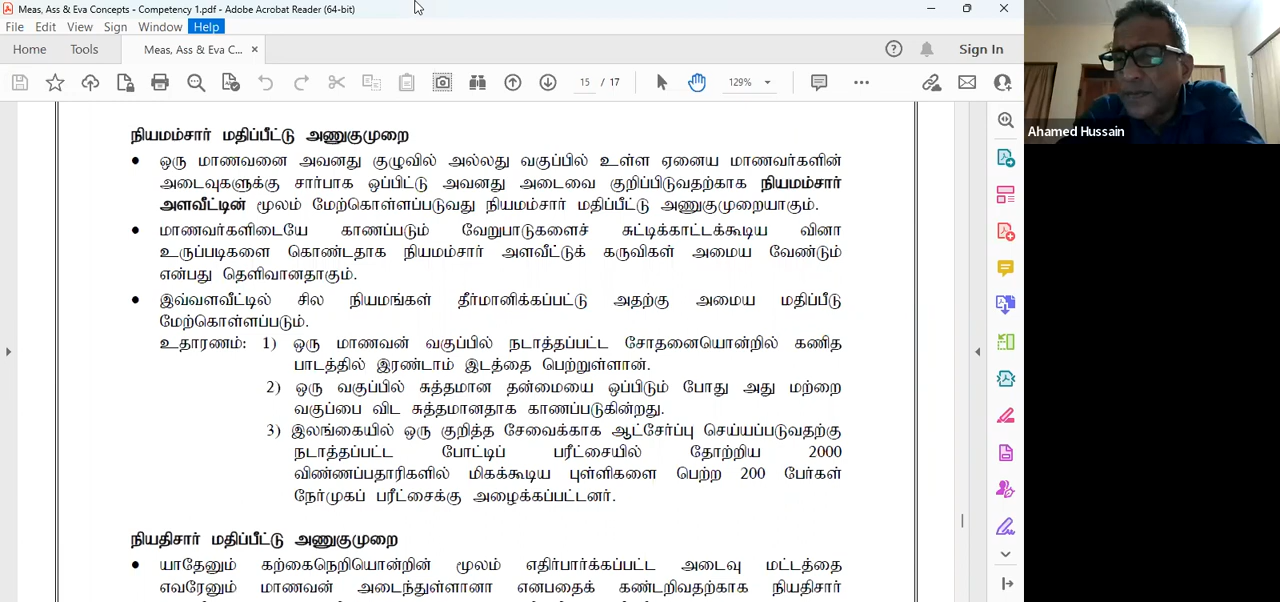 Meas, Ass & Eva Concepts - Competency 1.pdf - Adobe Acrobat Reader (64-bit)
File Edit View Sign Window Help
Home Tools Meas, Ass & Eva C... × Sign In
15 / 17 129%
Ahamed Hussain
நியமம்சார் மதிப்பீட்டு அணுகுமுறை
• ஒரு மாணவனை அவனது குழுவில் அல்லது வகுப்பில் உள்ள ஏனைய மாணவர்களின்
அடைவுகளுக்கு சார்பாக ஒப்பிட்டு அவனது அடைவை குறிப்பிடுவதற்காக நியமம்சார்
அளவீட்டின் மூலம் மேற்கொள்ளப்படுவது நியமம்சார் மதிப்பீட்டு அணுகுமுறையாகும்.
• மாணவர்களிடையே காணப்படும் வேறுபாடுகளைச் சுட்டிக்காட்டக்கூடிய வினா
உருப்படிகளை கொண்டதாக நியமம்சார் அளவீட்டுக் கருவிகள் அமைய வேண்டும்
என்பது தெளிவானதாகும்.
• இவ்வளவீட்டில் சில நியமங்கள் தீர்மானிக்கப்பட்டு அதற்கு அமைய மதிப்பீடு
மேற்கொள்ளப்படும்.
உதாரணம்: 1) ஒரு மாணவன் வகுப்பில் நடாத்தப்பட்ட சோதனையொன்றில் கணித
பாடத்தில் இரண்டாம் இடத்தை பெற்றுள்ளான்.
2) ஒரு வகுப்பில் சுத்தமான தன்மையை ஒப்பிடும் போது அது மற்றை
வகுப்பை விட சுத்தமானதாக காணப்படுகின்றது.
3) இலங்கையில் ஒரு குறித்த சேவைக்காக ஆட்சேர்ப்பு செய்யப்படுவதற்கு
நடாத்தப்பட்ட போட்டிப் பரீட்சையில் தோற்றிய 2000
விண்ணப்பதாரிகளில் மிகக்கூடிய புள்ளிகளை பெற்ற 200 பேர்கள்
நேர்முகப் பரீட்சைக்கு அழைக்கப்பட்டனர்.
நியதிசார் மதிப்பீட்டு அணுகுமுறை
• யாதேனும் கற்கைநெறியொன்றின் மூலம் எதிர்பார்க்கப்பட்ட அடைவு மட்டத்தை
எவரேனும் மாணவன் அடைந்துள்ளானா எனபதைக் கண்டறிவதற்காக நியதிசார்